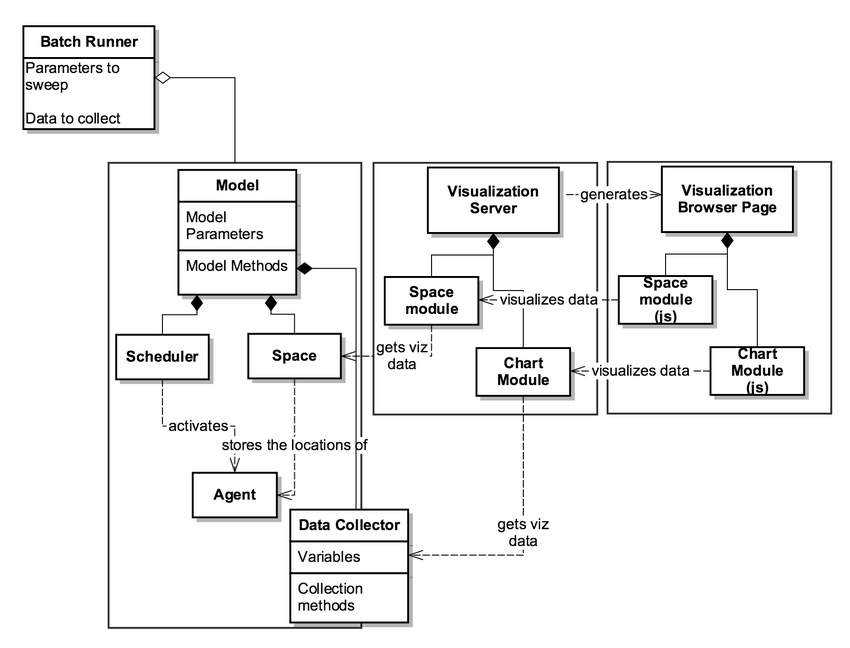 Batch Runner
Parameters to
sweep
Data to collect
Model
Model
Parameters
Model Methods
Scheduler
Space
activates
stores the locations of
Agent
Data Collector
Variables
Collection
methods
Visualization
Server
generates
Visualization
Browser Page
Space
module
visualizes data
Space
module
(js)
gets viz
data
Chart
Module
visualizes data
Chart
Module
(js)
gets viz
data